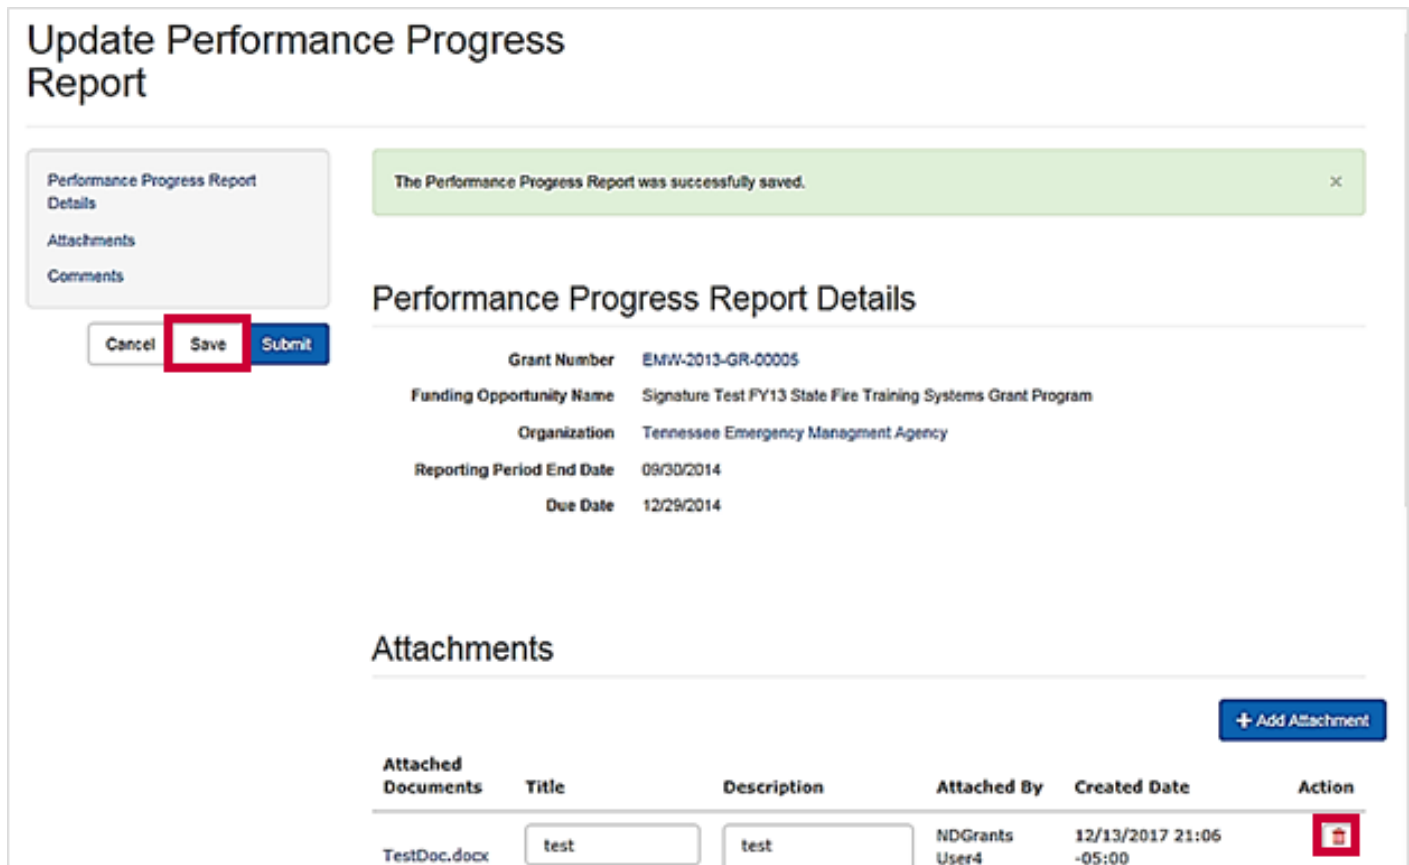 Update Performance Progress
Report
Performance Progress Report
Details
Attachments
Comments
Cancel Save Submit
The Performance Progress Report was successfully saved. ×
Performance Progress Report Details
Grant Number EMW-2013-GR-00005
Funding Opportunity Name Signature Test FY13 State Fire Training Systems Grant Program
Organization Tennessee Emergency Managment Agency
Reporting Period End Date 09/30/2014
Due Date 12/29/2014
Attachments
+ Add Attachment
Attached
Documents Title Description Attached By Created Date Action
TestDoc.docx test test NDGrants 12/13/2017 21:06
User4 -05:00